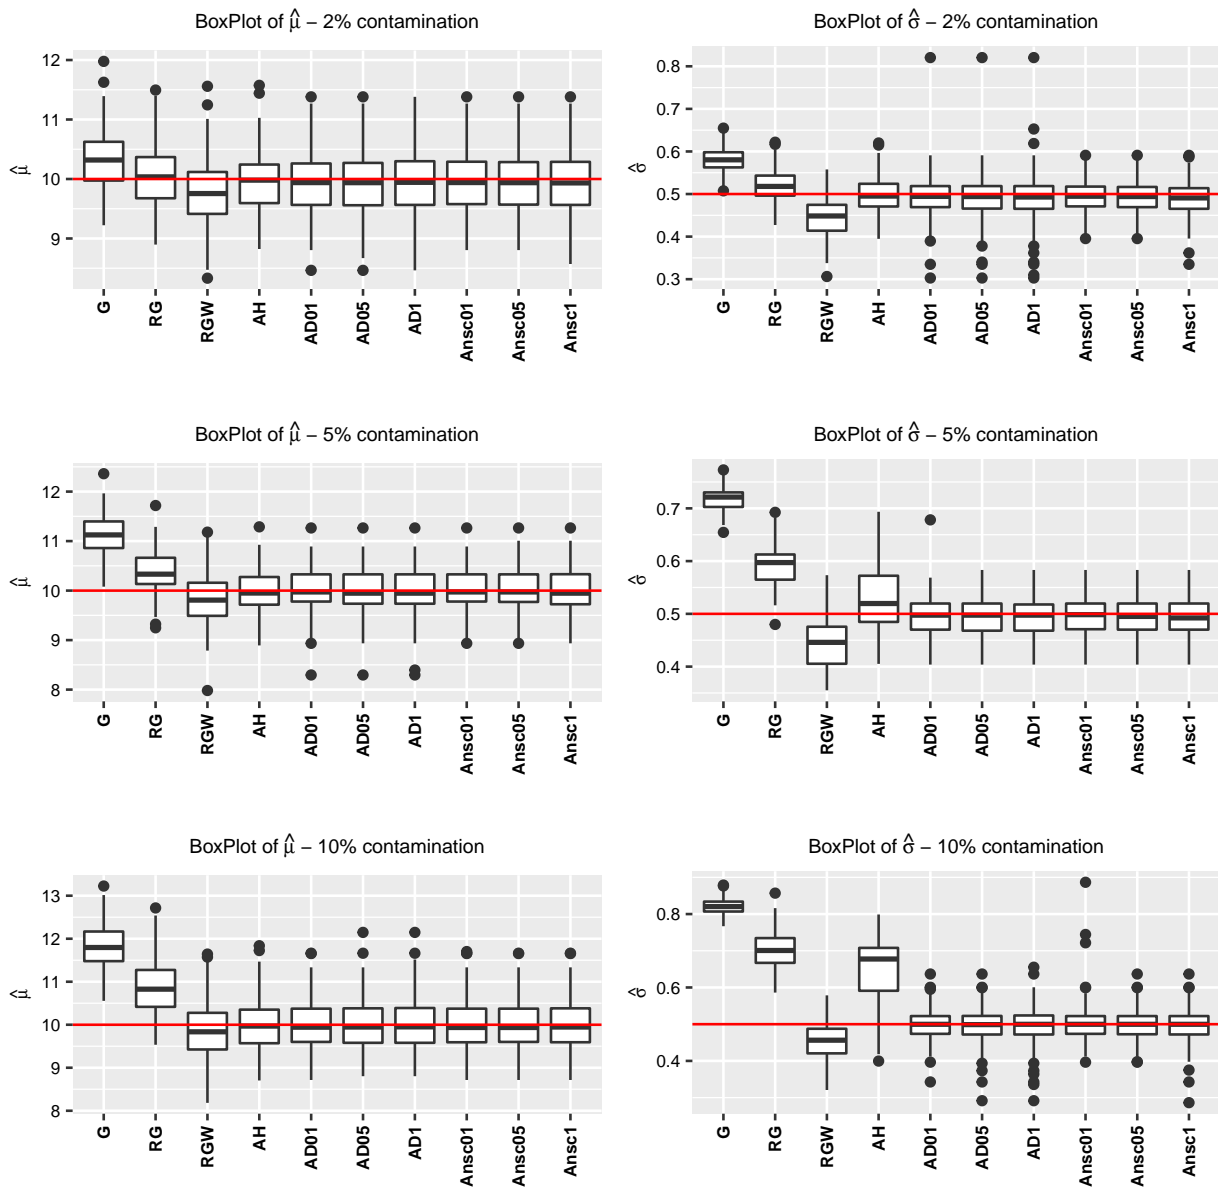 BoxPlot of μ̂ – 2% contamination
μ̂
12
11
10
9
G RG RGW AH AD01 AD05 AD1 Ansc01 Ansc05 Ansc1
BoxPlot of σ̂ – 2% contamination
σ̂
0.8
0.7
0.6
0.5
0.4
0.3
G RG RGW AH AD01 AD05 AD1 Ansc01 Ansc05 Ansc1
BoxPlot of μ̂ – 5% contamination
μ̂
12
11
10
9
8
G RG RGW AH AD01 AD05 AD1 Ansc01 Ansc05 Ansc1
BoxPlot of σ̂ – 5% contamination
σ̂
0.7
0.6
0.5
0.4
G RG RGW AH AD01 AD05 AD1 Ansc01 Ansc05 Ansc1
BoxPlot of μ̂ – 10% contamination
μ̂
13
12
11
10
9
8
G RG RGW AH AD01 AD05 AD1 Ansc01 Ansc05 Ansc1
BoxPlot of σ̂ – 10% contamination
σ̂
0.8
0.6
0.4
G RG RGW AH AD01 AD05 AD1 Ansc01 Ansc05 Ansc1